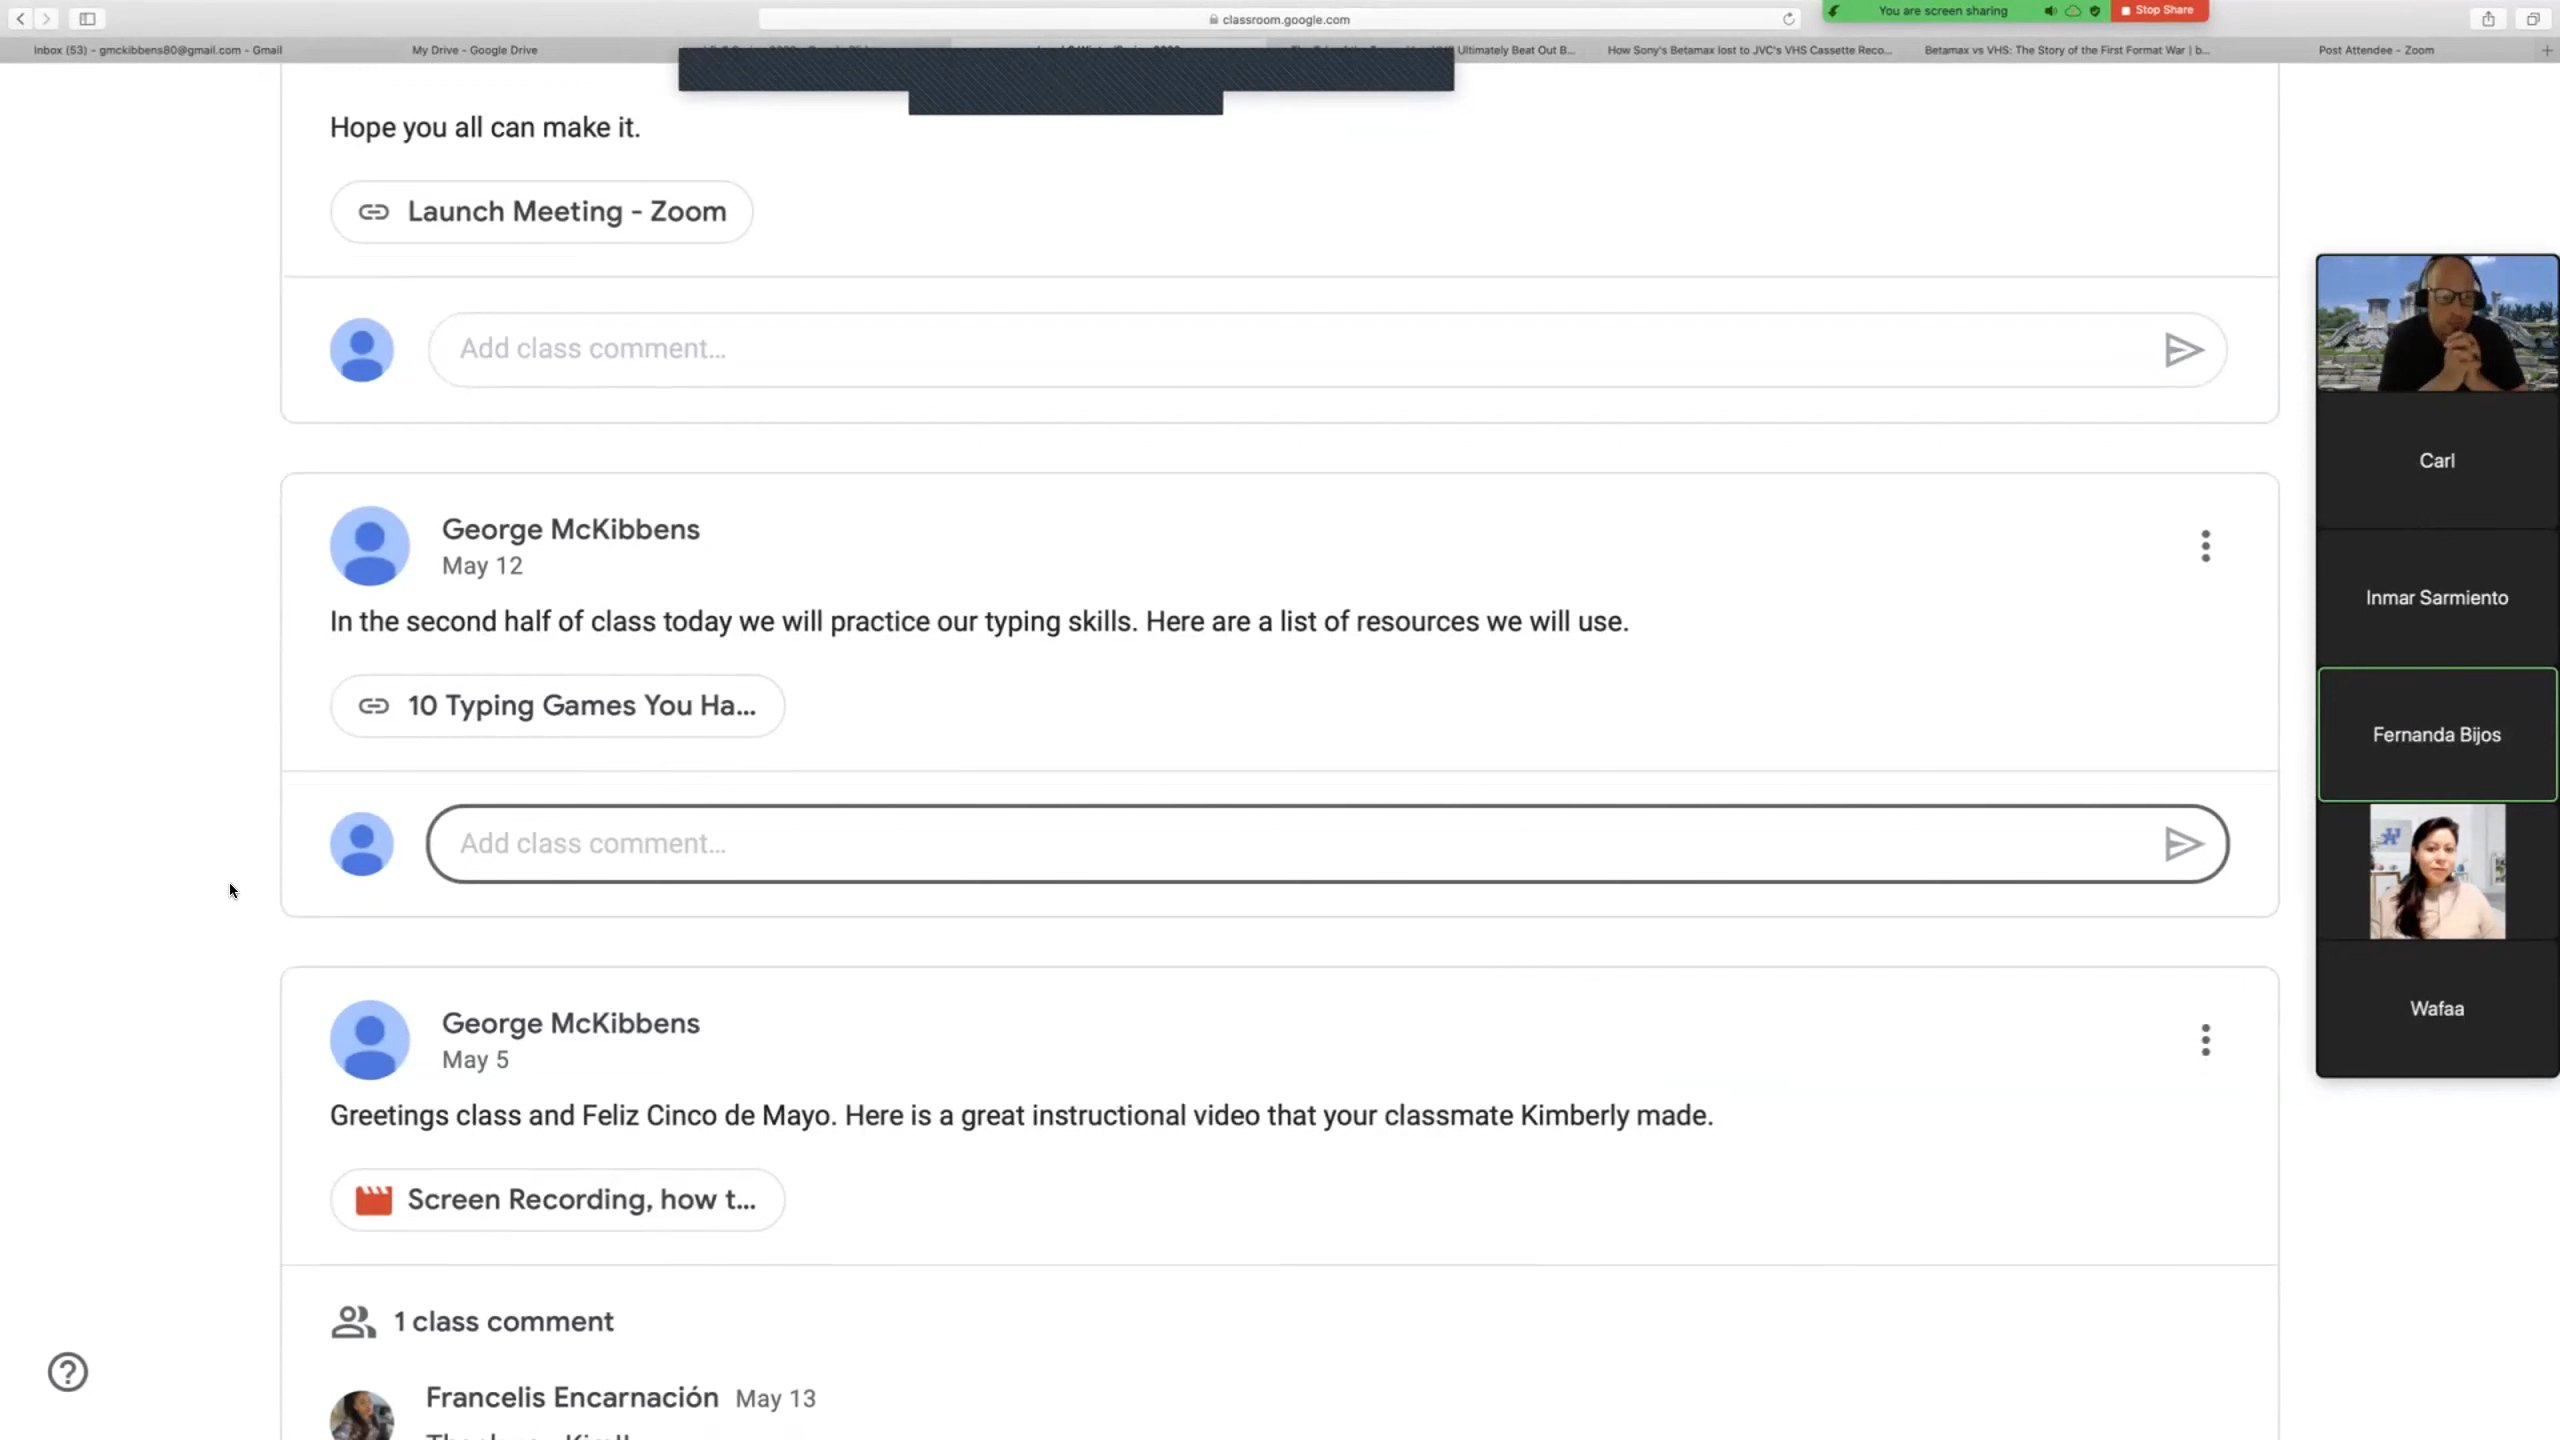 classroom.google.com
You are screen sharing
Stop Share
Inbox (53) - gmckibbens80@gmail.com - Gmail
My Drive - Google Drive
Ultimately Beat Out B...
How Sony's Betamax lost to JVC's VHS Cassette Reco...
Betamax vs VHS: The Story of the First Format War | b...
Post Attendee - Zoom
Hope you all can make it.
Launch Meeting - Zoom
Add class comment...
George McKibbens
May 12
In the second half of class today we will practice our typing skills. Here are a list of resources we will use.
10 Typing Games You Ha...
Add class comment...
George McKibbens
May 5
Greetings class and Feliz Cinco de Mayo. Here is a great instructional video that your classmate Kimberly made.
Screen Recording, how t...
1 class comment
Francelis Encarnación May 13
Carl
Inmar Sarmiento
Fernanda Bijos
Wafaa